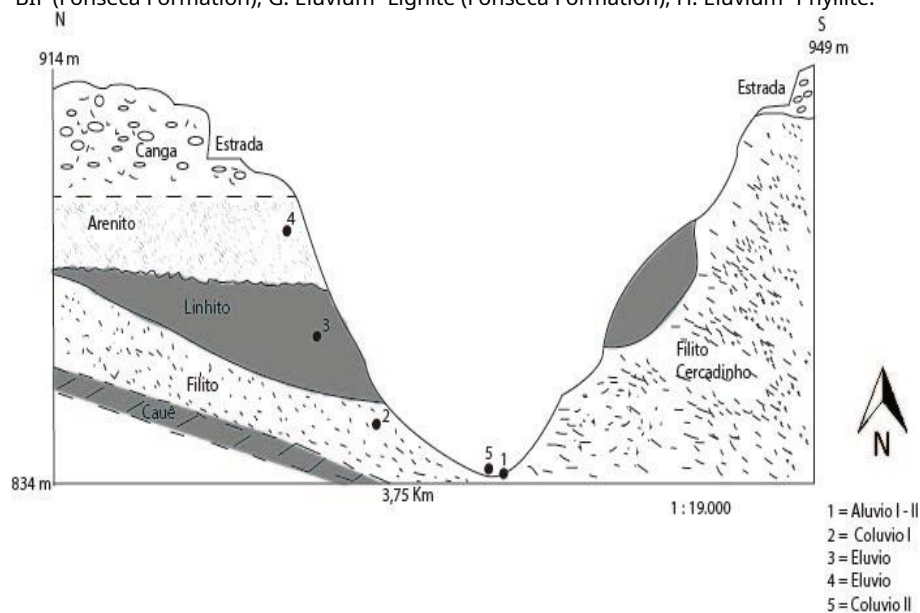 BIF (Fonseca Formation); G. Eluvium- Lignite (Fonseca Formation); H. Eluvium- Phyllite.
N
S
914 m
949 m
Estrada
Canga
Estrada
Arenito
4
Linhito
3
Filito
Cercadinho
Filito
Cauê
2
5
1
N
834 m
3,75 Km
1 : 19.000
1 = Aluvio I - II
2 = Coluvio I
3 = Eluvio
4 = Eluvio
5 = Coluvio II